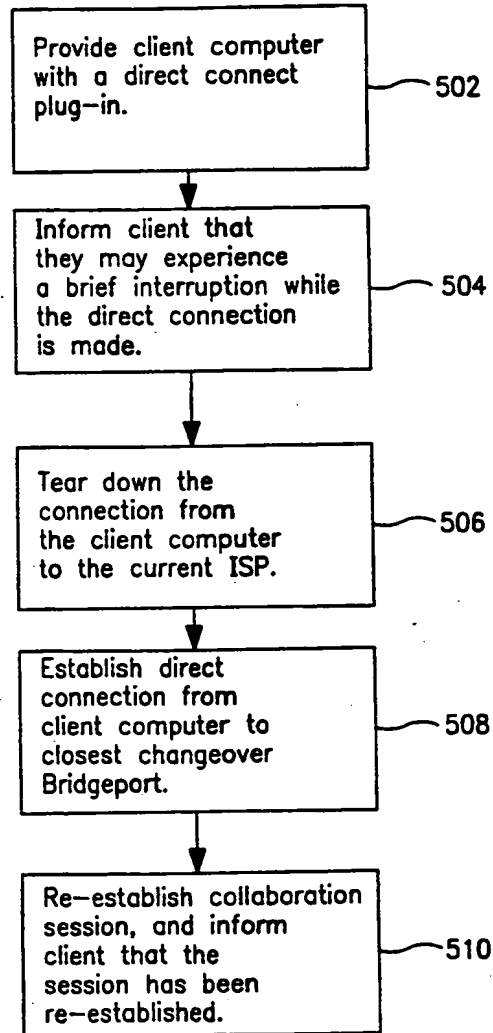 Provide client computer
with a direct connect
plug-in.
502
Inform client that
they may experience
a brief interruption while
the direct connection
is made.
504
Tear down the
connection from
the client computer
to the current ISP.
506
Establish direct
connection from
client computer to
closest changeover
Bridgeport.
508
Re-establish collaboration
session, and inform
client that the
session has been
re-established.
510